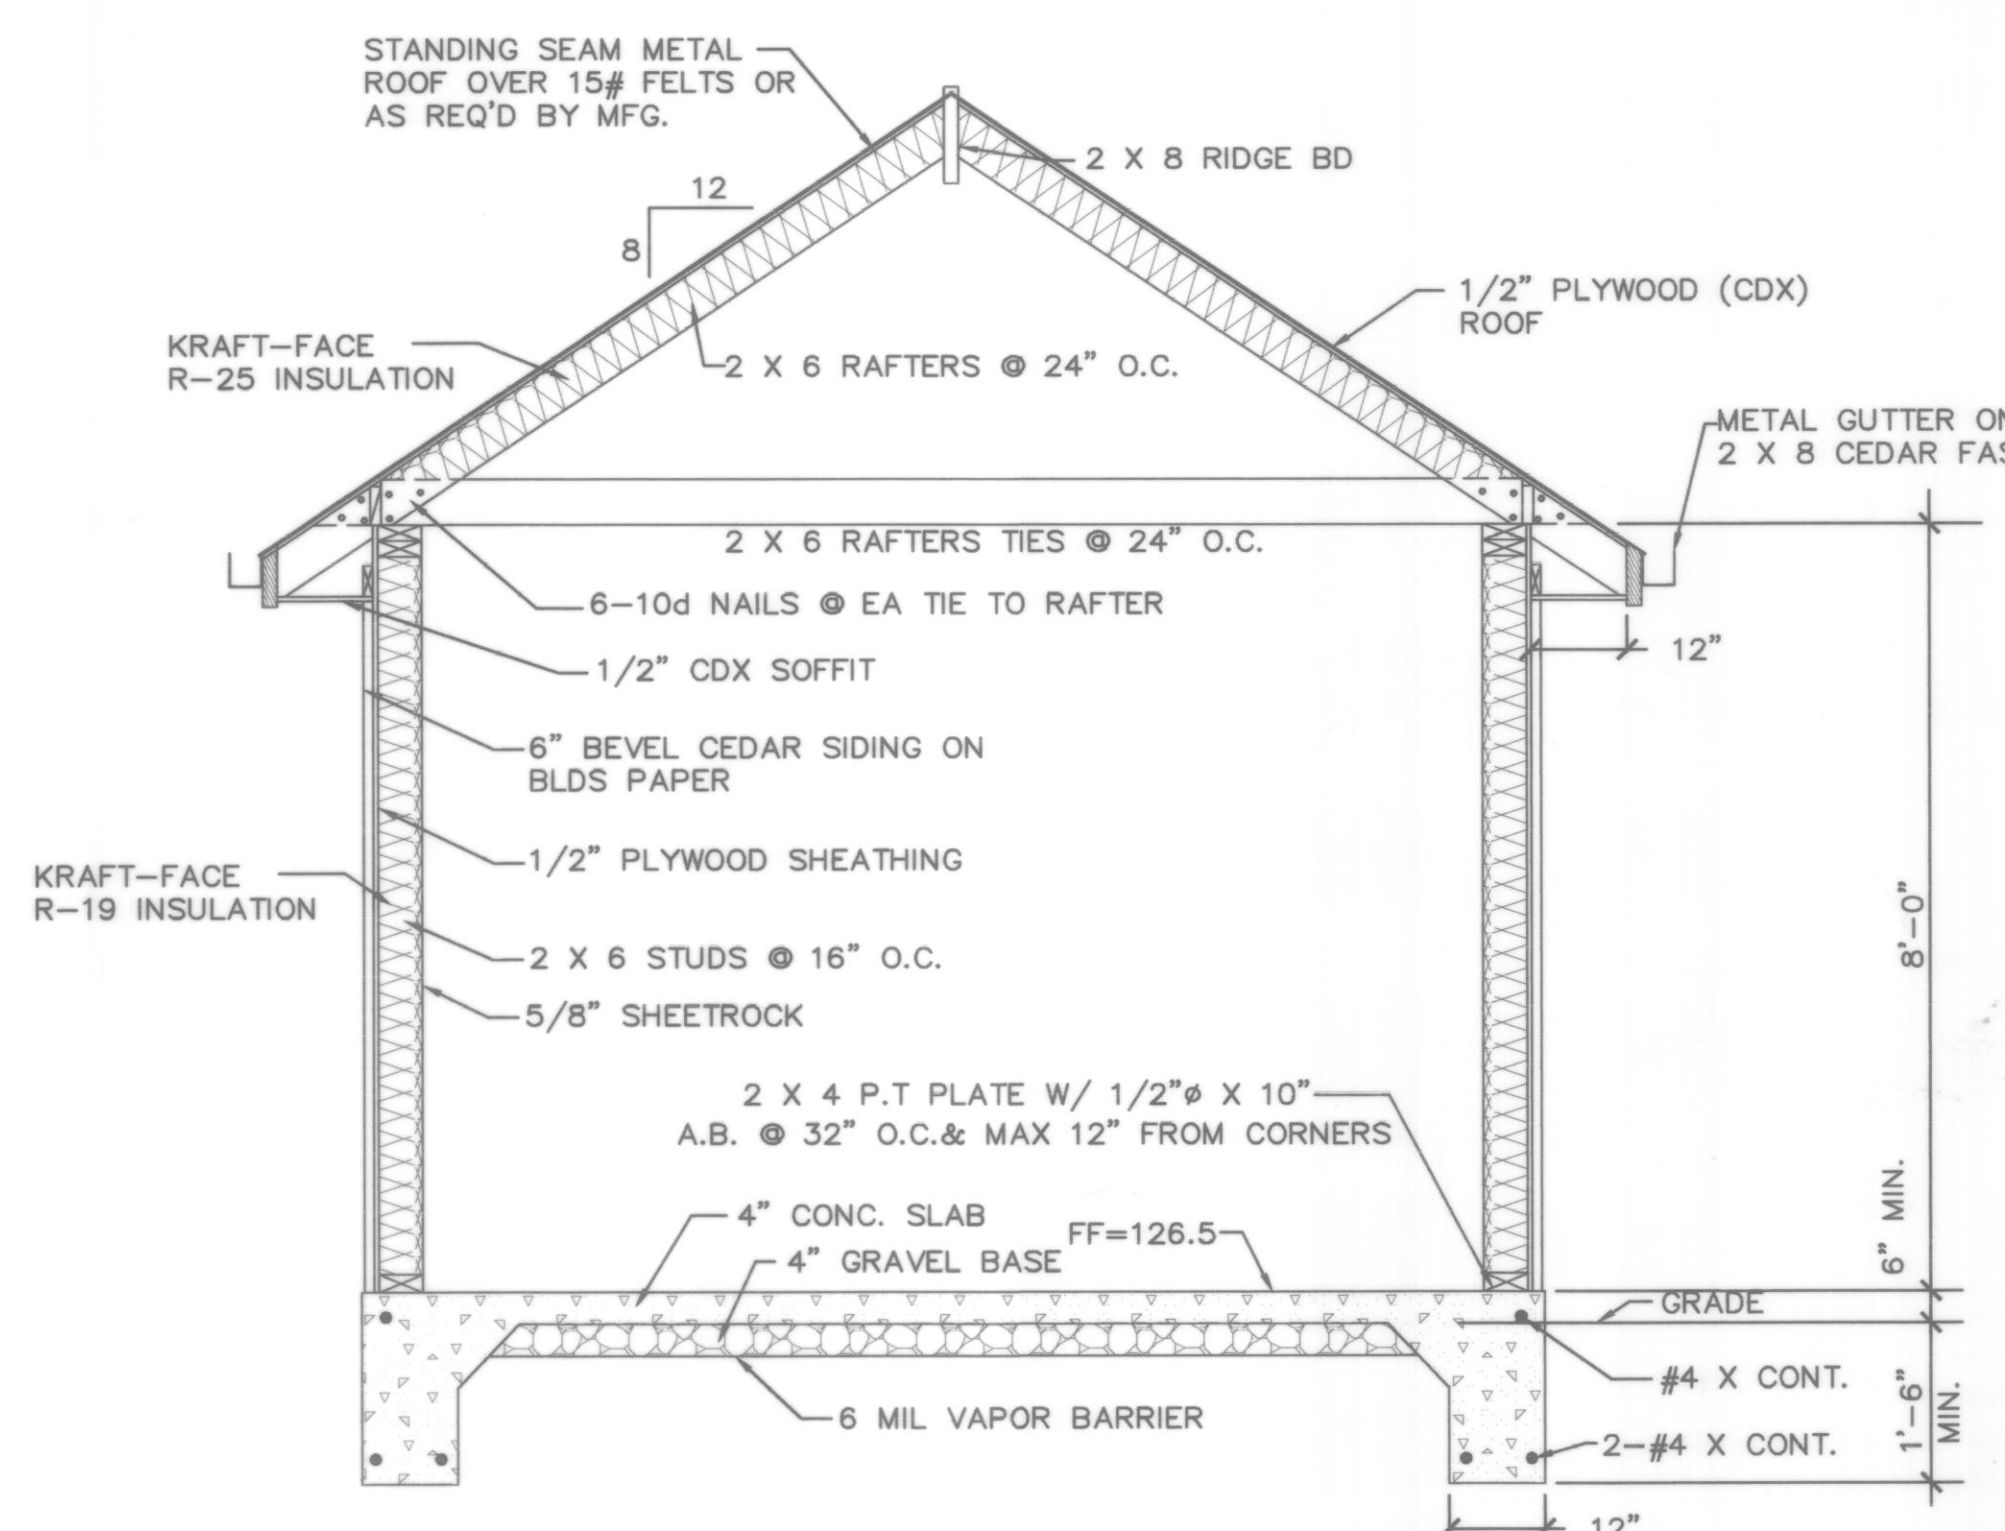 STANDING SEAM METAL
ROOF OVER 15# FELTS OR
AS REQ'D BY MFG.
2 X 8 RIDGE BD
12
8
1/2" PLYWOOD (CDX)
ROOF
KRAFT-FACE
R-25 INSULATION
2 X 6 RAFTERS @ 24" O.C.
METAL GUTTER ON
2 X 8 CEDAR FAS
2 X 6 RAFTERS TIES @ 24" O.C.
6-10d NAILS @ EA TIE TO RAFTER
12"
1/2" CDX SOFFIT
6" BEVEL CEDAR SIDING ON
BLDS PAPER
1/2" PLYWOOD SHEATHING
KRAFT-FACE
R-19 INSULATION
8'-0"
2 X 6 STUDS @ 16" O.C.
5/8" SHEETROCK
2 X 4 P.T PLATE W/ 1/2"ø X 10"
A.B. @ 32" O.C.& MAX 12" FROM CORNERS
6" MIN.
4" CONC. SLAB
FF=126.5
4" GRAVEL BASE
GRADE
#4 X CONT.
1'-6"
MIN.
6 MIL VAPOR BARRIER
2-#4 X CONT.
12"